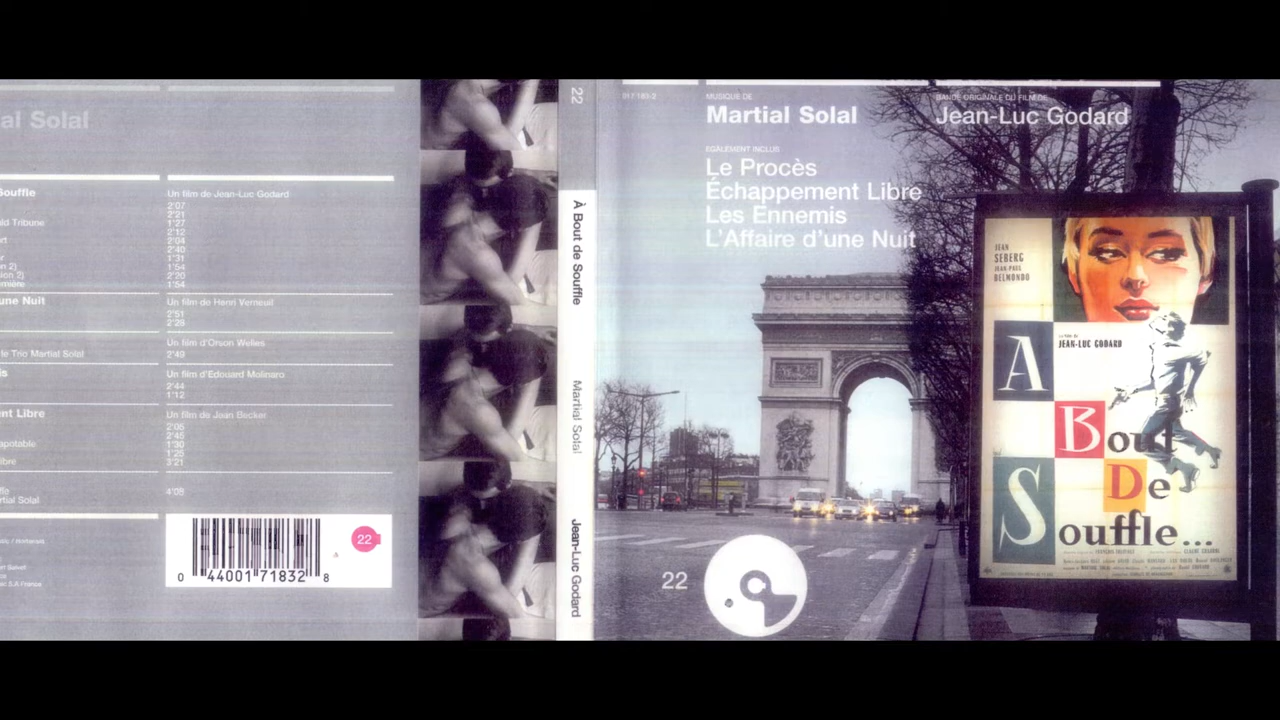 al Solal
Souffle
Un film de Jean-Luc Godard
2'07
2'21
ld Tribune
1'27
2'12
rt
2'04
2'40
r
1'31
n 2)
1'54
sion 2)
2'20
emière
1'54
une Nuit
Un film de Henri Verneuil
2'51
2'28
Un film d'Orson Welles
le Trio Martial Solal
2'49
is
Un film d'Edouard Molinaro
2'44
1'12
ent Libre
Un film de Jean Becker
2'05
apotable
2'45
1'30
1'25
ibre
3'21
ffle
4'08
artial Solal
0 44001 71832 8
22
22
À Bout de Souffle
Martial Solal
Jean-Luc Godard
017 183-2
MUSIQUE DE
Martial Solal
BANDE ORIGINALE DU FILM DE
Jean-Luc Godard
ÉGALEMENT INCLUS
Le Procès
Échappement Libre
Les Ennemis
L'Affaire d'une Nuit
22
JEAN
SEBERG
JEAN-PAUL
BELMONDO
JEAN-LUC GODARD
A
Bout
De
Souffle...